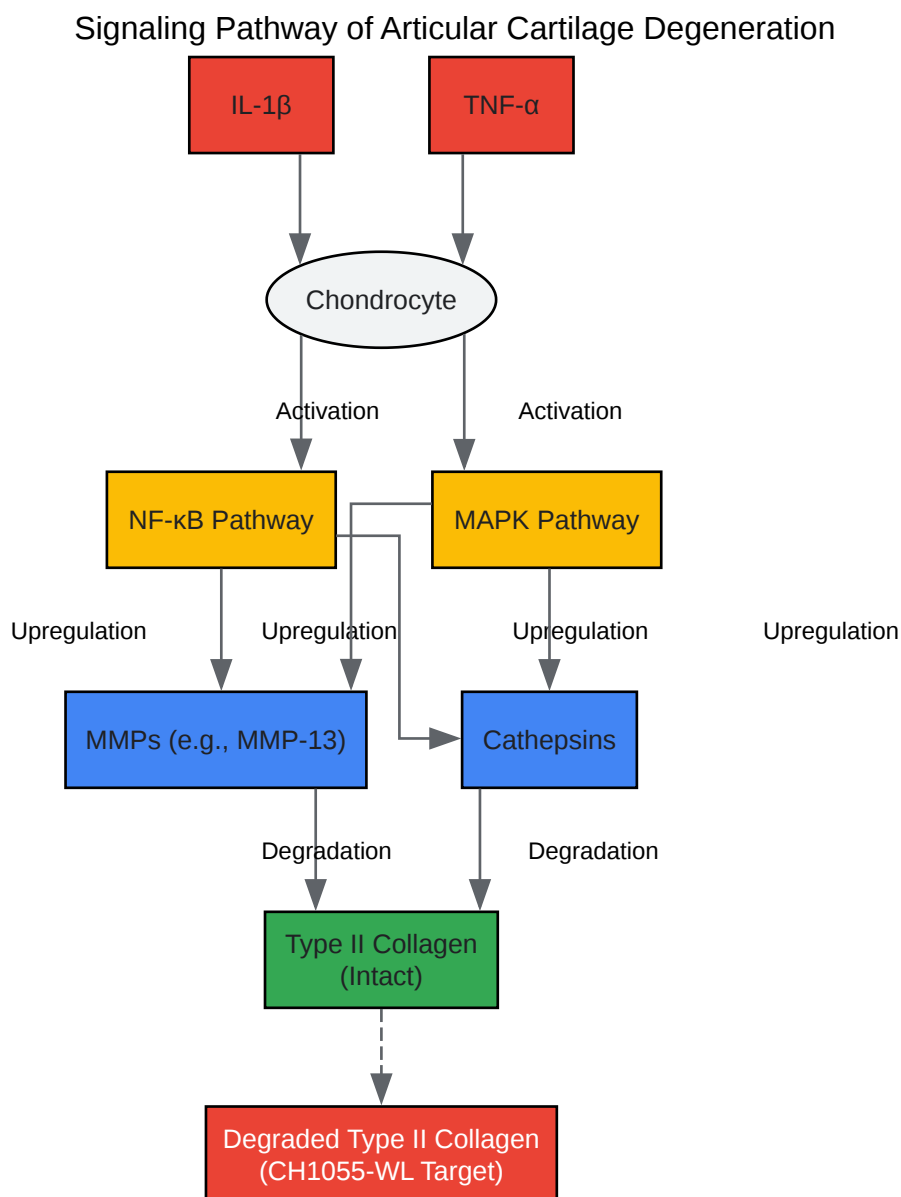 Signaling Pathway of Articular Cartilage Degeneration
IL-1β
TNF-α
Chondrocyte
Activation
Activation
NF-κB Pathway
MAPK Pathway
Upregulation
Upregulation
Upregulation
Upregulation
MMPs (e.g., MMP-13)
Cathepsins
Degradation
Degradation
Type II Collagen
(Intact)
Degraded Type II Collagen
(CH1055-WL Target)